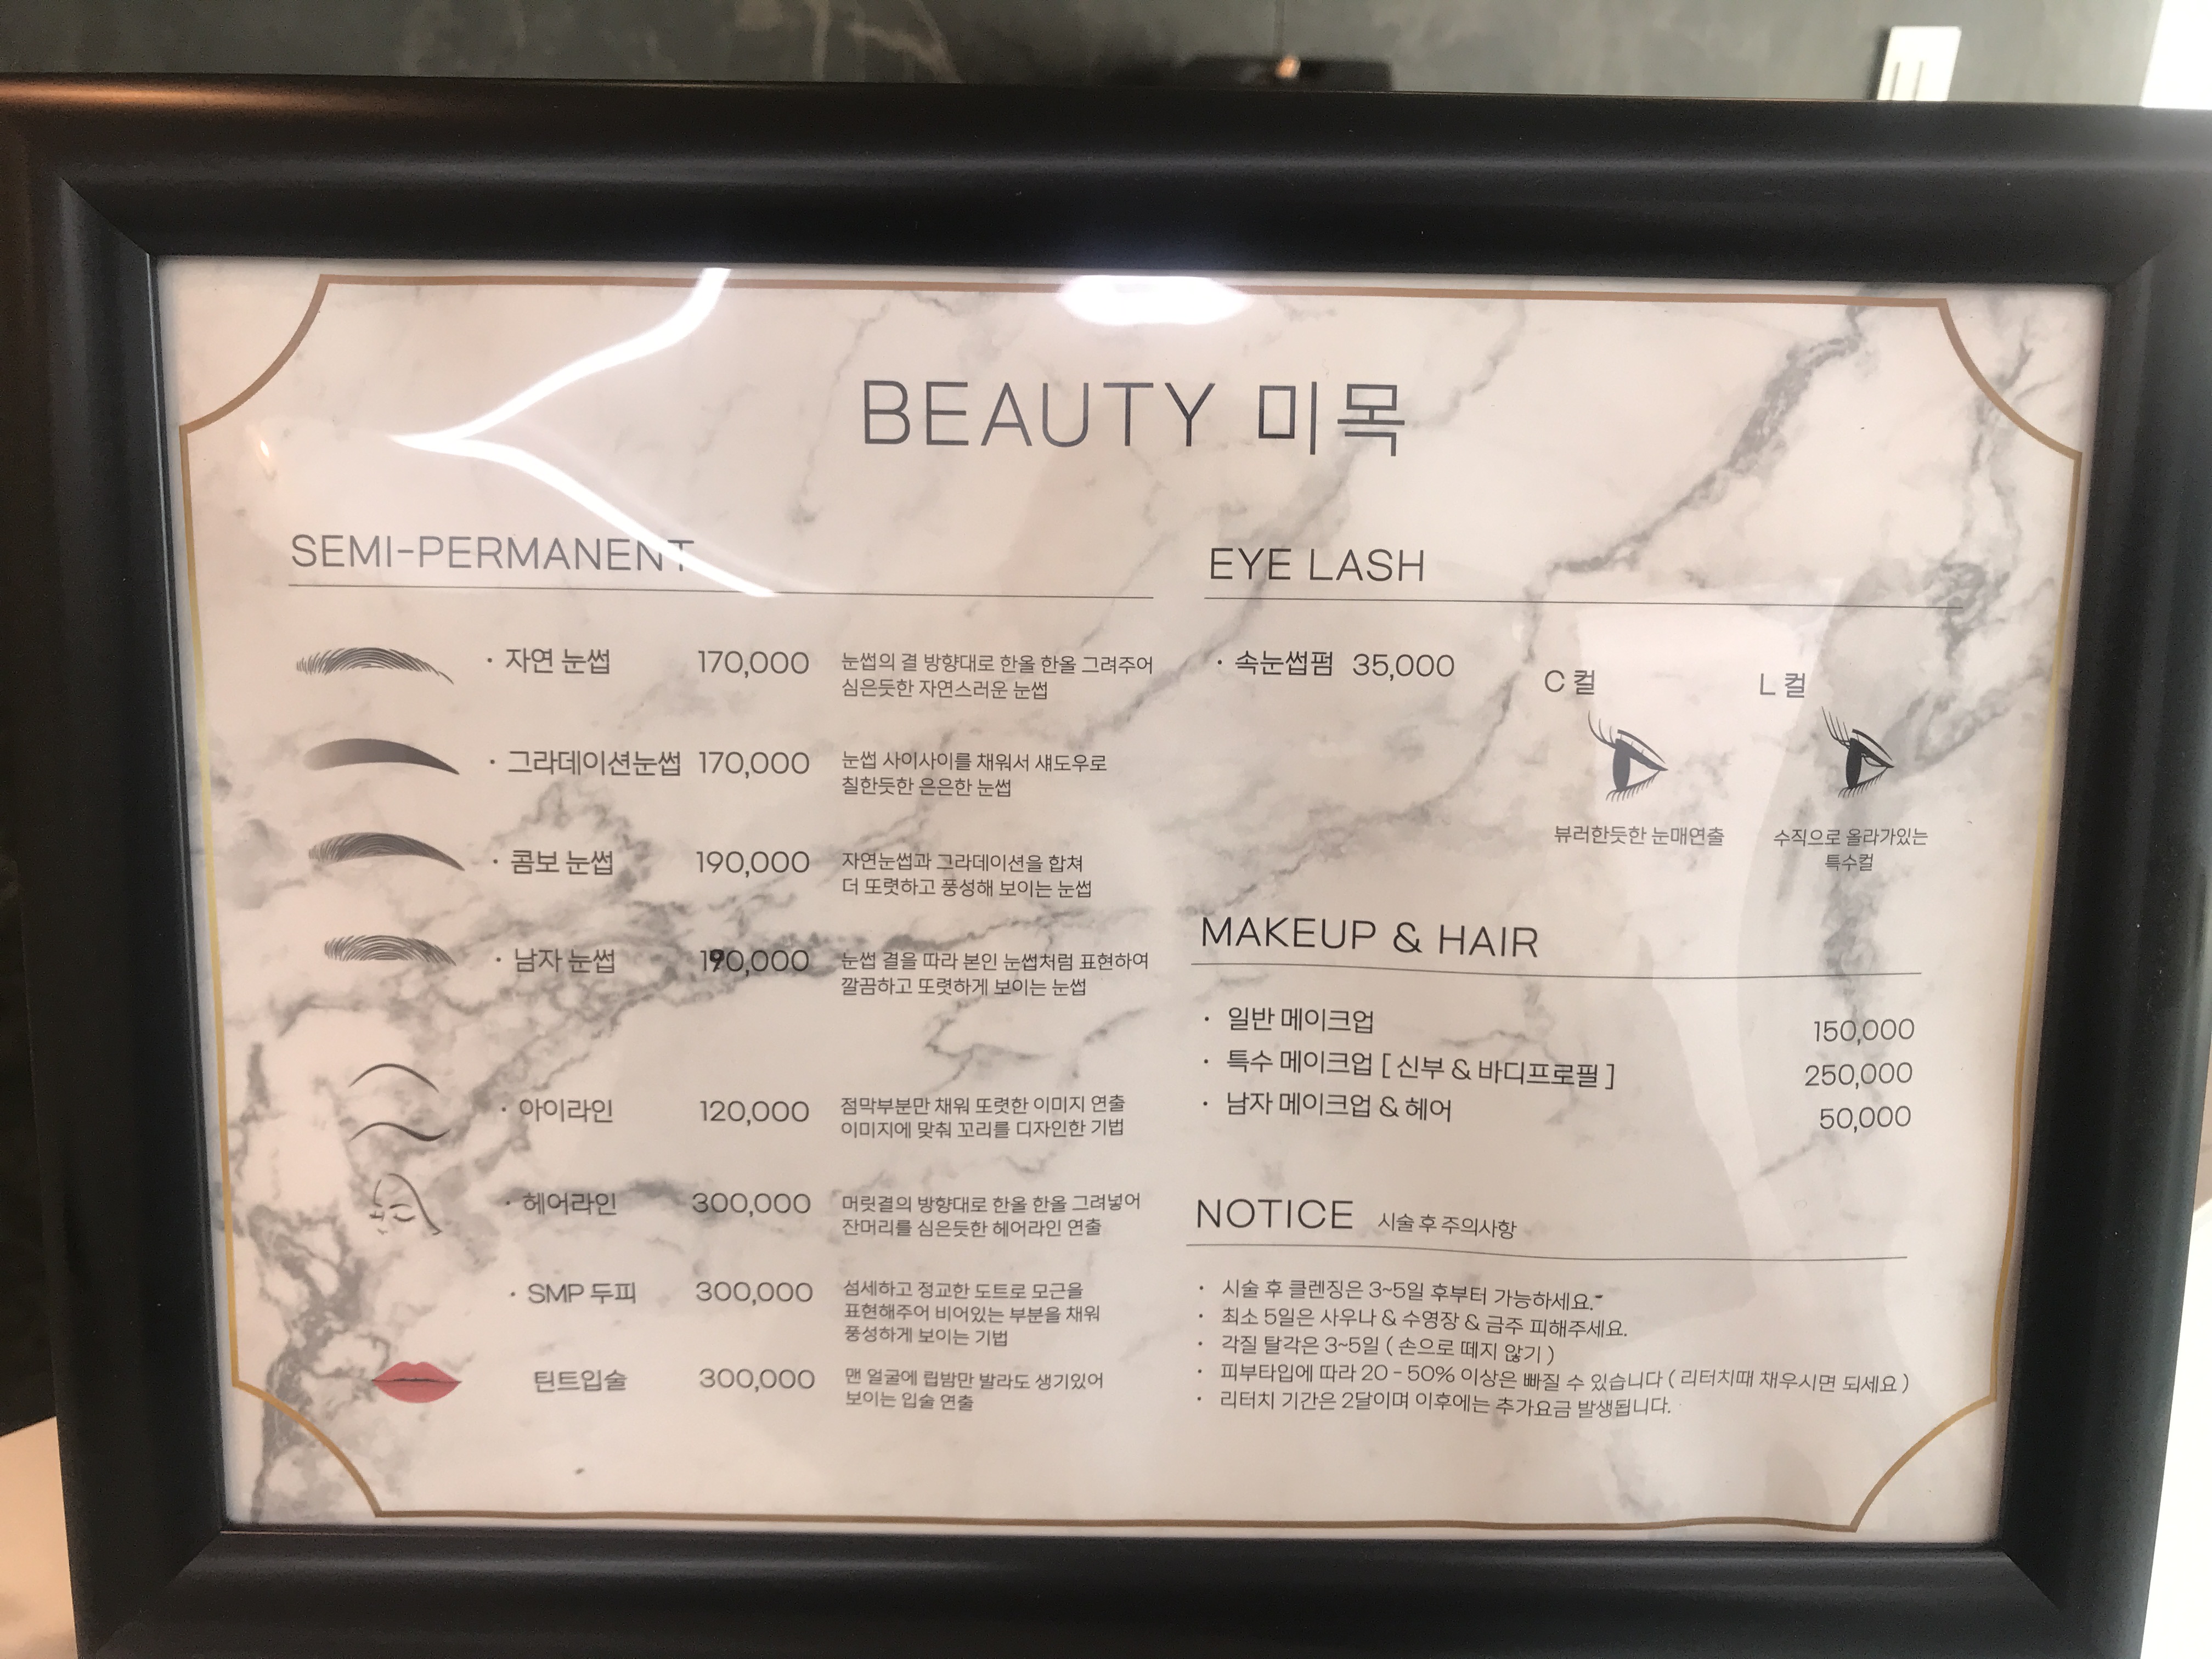 BEAUTY 미목
SEMI-PERMANENT
· 자연 눈썹 170,000 눈썹의 결 방향대로 한올 한올 그려주어
심은듯한 자연스러운 눈썹
· 그라데이션눈썹 170,000 눈썹 사이사이를 채워서 섀도우로
칠한듯한 은은한 눈썹
· 콤보 눈썹 190,000 자연눈썹과 그라데이션을 합쳐
더 또렷하고 풍성해 보이는 눈썹
· 남자 눈썹 190,000 눈썹 결을 따라 본인 눈썹처럼 표현하여
깔끔하고 또렷하게 보이는 눈썹
· 아이라인 120,000 점막부분만 채워 또렷한 이미지 연출
이미지에 맞춰 꼬리를 디자인한 기법
· 헤어라인 300,000 머릿결의 방향대로 한올 한올 그려넣어
잔머리를 심은듯한 헤어라인 연출
· SMP 두피 300,000 섬세하고 정교한 도트로 모근을
표현해주어 비어있는 부분을 채워
풍성하게 보이는 기법
틴트입술 300,000 맨 얼굴에 립밤만 발라도 생기있어
보이는 입술 연출
EYE LASH
· 속눈썹펌 35,000
C 컬 L 컬
뷰러한듯한 눈매연출 수직으로 올라가있는
특수컬
MAKEUP & HAIR
· 일반 메이크업 150,000
· 특수 메이크업 [ 신부 & 바디프로필 ] 250,000
· 남자 메이크업 & 헤어 50,000
NOTICE 시술 후 주의사항
· 시술 후 클렌징은 3~5일 후부터 가능하세요.
· 최소 5일은 사우나 & 수영장 & 금주 피해주세요.
· 각질 탈각은 3~5일 ( 손으로 떼지 않기 )
· 피부타입에 따라 20 - 50% 이상은 빠질 수 있습니다 ( 리터치때 채우시면 되세요 )
· 리터치 기간은 2달이며 이후에는 추가요금 발생됩니다.